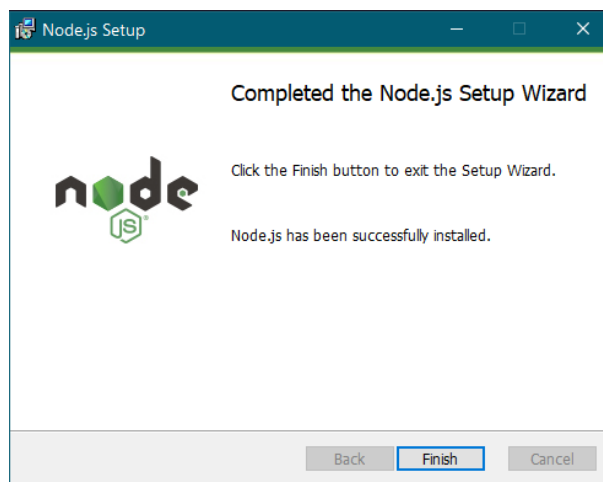 Node.js Setup
Completed the Node.js Setup Wizard
node
JS
Click the Finish button to exit the Setup Wizard.
Node.js has been successfully installed.
Back
Finish
Cancel